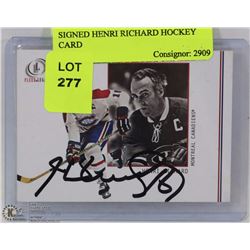 SIGNED HENRI RICHARD HOCKEY
CARD
Consignor: 2909
LOT
277
C
MONTREAL CANADIENS